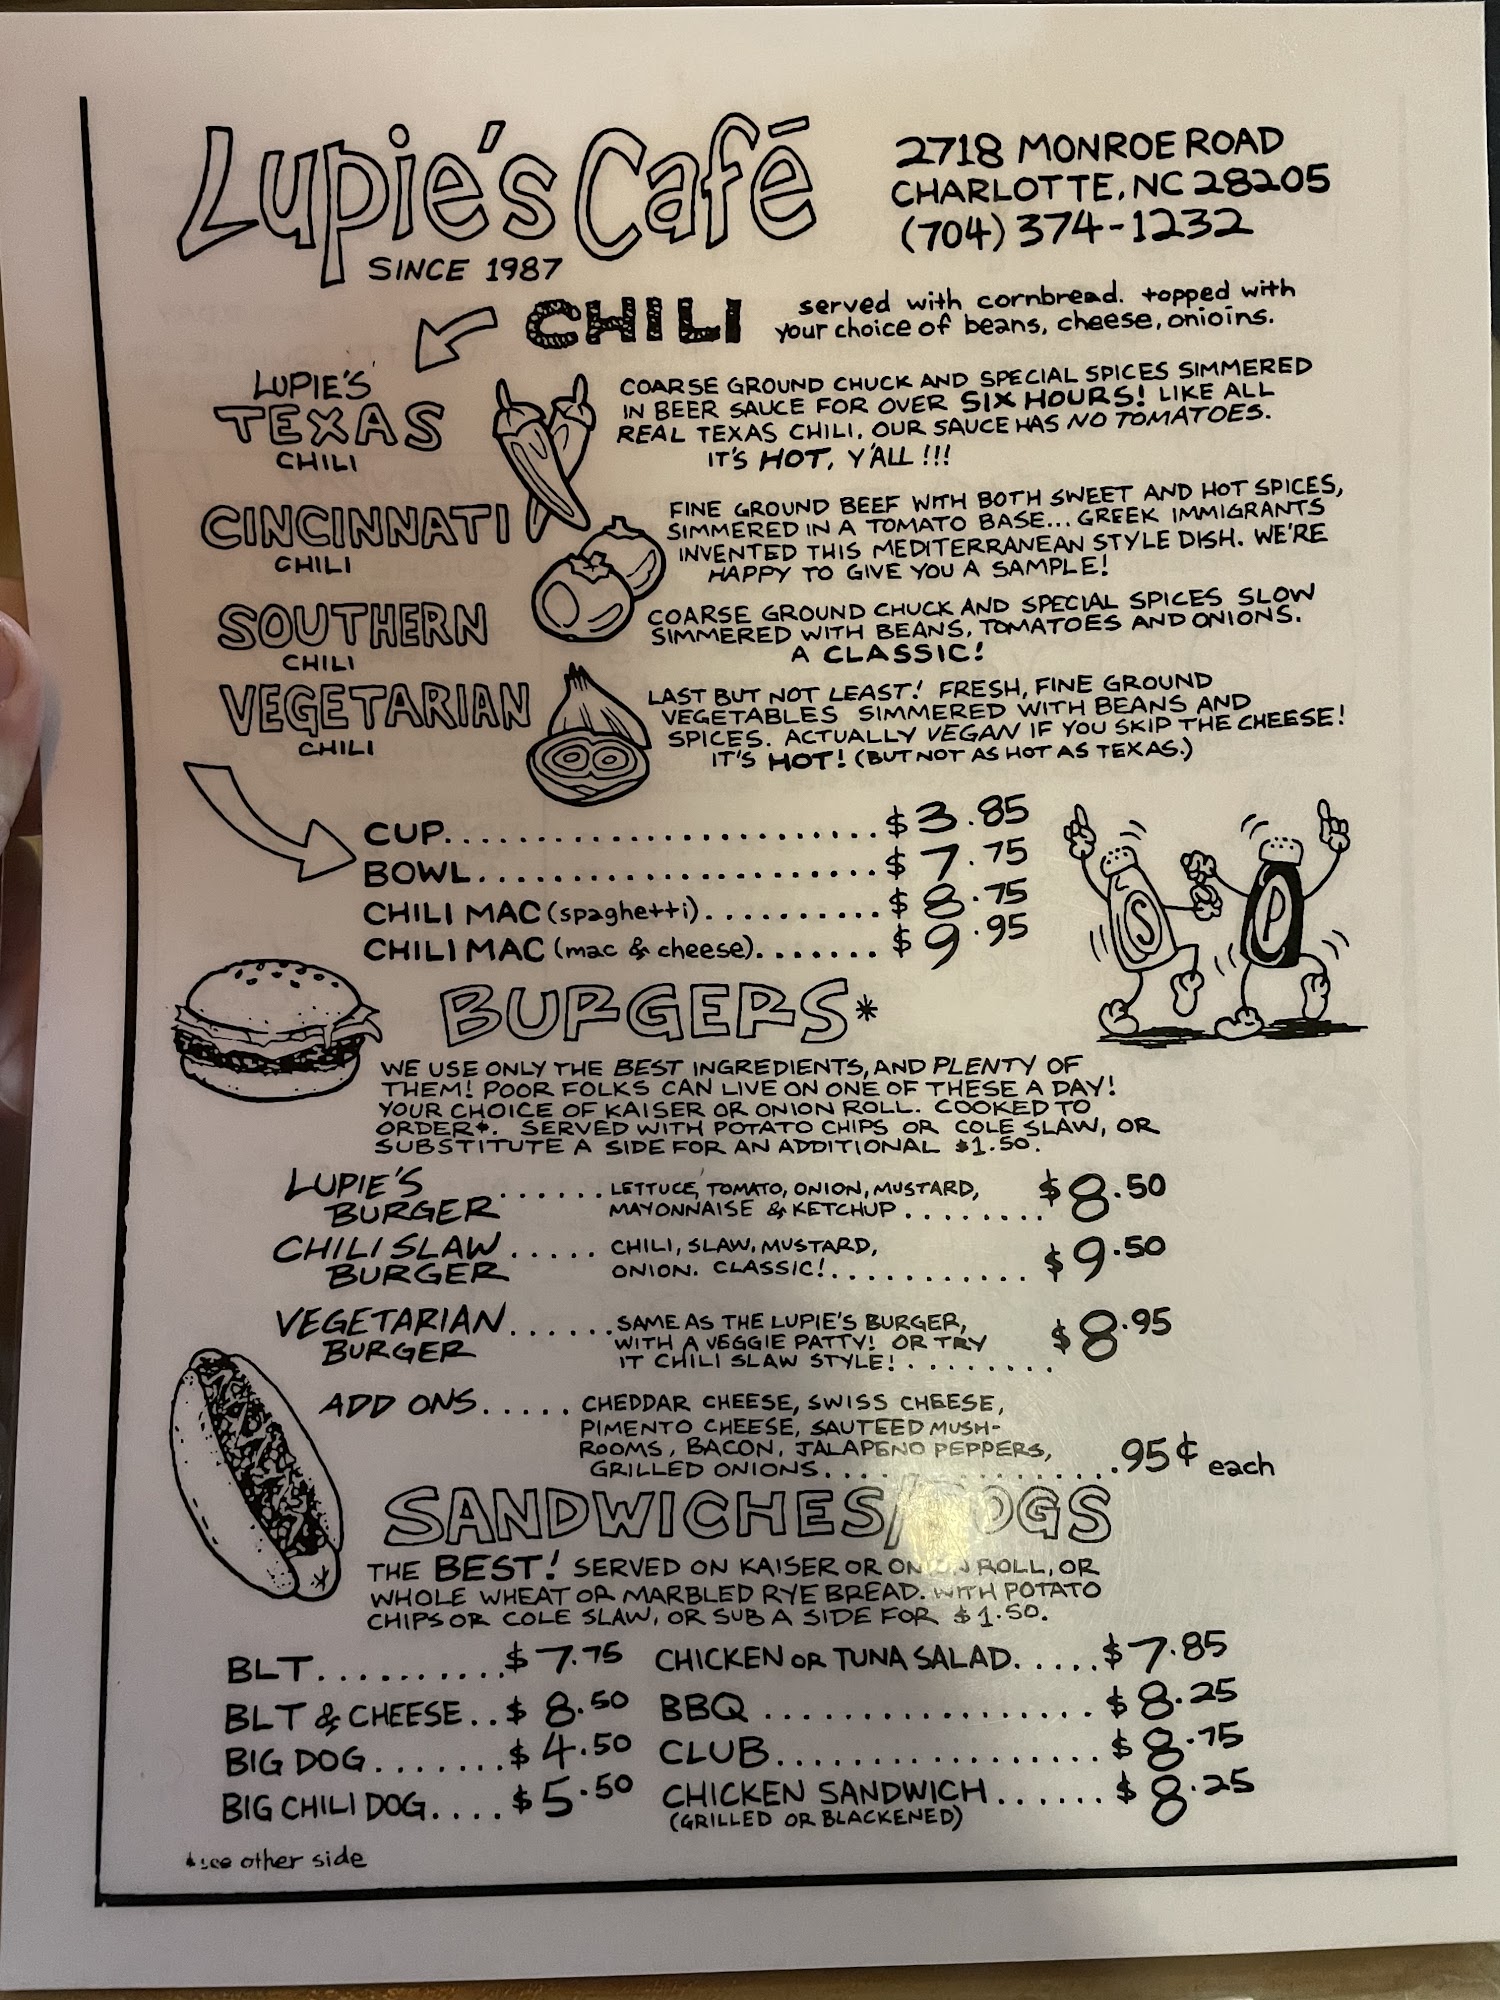 Lupie's Café
SINCE 1987
2718 MONROE ROAD
CHARLOTTE, NC 28205
(704) 374-1232
CHILI
served with cornbread. topped with
your choice of beans, cheese, onioins.
LUPIE'S
TEXAS
CHILI
COARSE GROUND CHUCK AND SPECIAL SPICES SIMMERED
IN BEER SAUCE FOR OVER SIX HOURS! LIKE ALL
REAL TEXAS CHILI, OUR SAUCE HAS NO TOMATOES.
IT'S HOT, Y'ALL !!!
CINCINNATI
CHILI
FINE GROUND BEEF WITH BOTH SWEET AND HOT SPICES,
SIMMERED IN A TOMATO BASE... GREEK IMMIGRANTS
INVENTED THIS MEDITERRANEAN STYLE DISH. WE'RE
HAPPY TO GIVE YOU A SAMPLE!
SOUTHERN
CHILI
COARSE GROUND CHUCK AND SPECIAL SPICES SLOW
SIMMERED WITH BEANS, TOMATOES AND ONIONS.
A CLASSIC!
VEGETARIAN
CHILI
LAST BUT NOT LEAST! FRESH, FINE GROUND
VEGETABLES SIMMERED WITH BEANS AND
SPICES. ACTUALLY VEGAN IF YOU SKIP THE CHEESE!
IT'S HOT! (BUT NOT AS HOT AS TEXAS.)
CUP........................$3.85
BOWL.......................$7.75
CHILI MAC (spaghetti)..........$8.75
CHILI MAC (mac & cheese).......$9.95
S P
BURGERS*
WE USE ONLY THE BEST INGREDIENTS, AND PLENTY OF
THEM! POOR FOLKS CAN LIVE ON ONE OF THESE A DAY!
YOUR CHOICE OF KAISER OR ONION ROLL. COOKED TO
ORDER*. SERVED WITH POTATO CHIPS OR COLE SLAW, OR
SUBSTITUTE A SIDE FOR AN ADDITIONAL $1.50.
LUPIE'S
BURGER ......
LETTUCE, TOMATO, ONION, MUSTARD,
MAYONNAISE & KETCHUP ........ $8.50
CHILI SLAW
BURGER .....
CHILI, SLAW, MUSTARD,
ONION. CLASSIC!............ $9.50
VEGETARIAN
BURGER ......
SAME AS THE LUPIE'S BURGER,
WITH A VEGGIE PATTY! OR TRY
IT CHILI SLAW STYLE!........ $8.95
ADD ONS.....
CHEDDAR CHEESE, SWISS CHEESE,
PIMENTO CHEESE, SAUTEED MUSH-
ROOMS, BACON, JALAPENO PEPPERS,
GRILLED ONIONS................95¢ each
SANDWICHES/DOGS
THE BEST! SERVED ON KAISER OR ONION ROLL, OR
WHOLE WHEAT OR MARBLED RYE BREAD. WITH POTATO
CHIPS OR COLE SLAW, OR SUB A SIDE FOR $1.50.
BLT..........$7.75
BLT & CHEESE..$8.50
BIG DOG.......$4.50
BIG CHILI DOG....$5.50
CHICKEN OR TUNA SALAD.....$7.85
BBQ .................$8.25
CLUB.................$8.75
CHICKEN SANDWICH......$8.25
(GRILLED OR BLACKENED)
*see other side